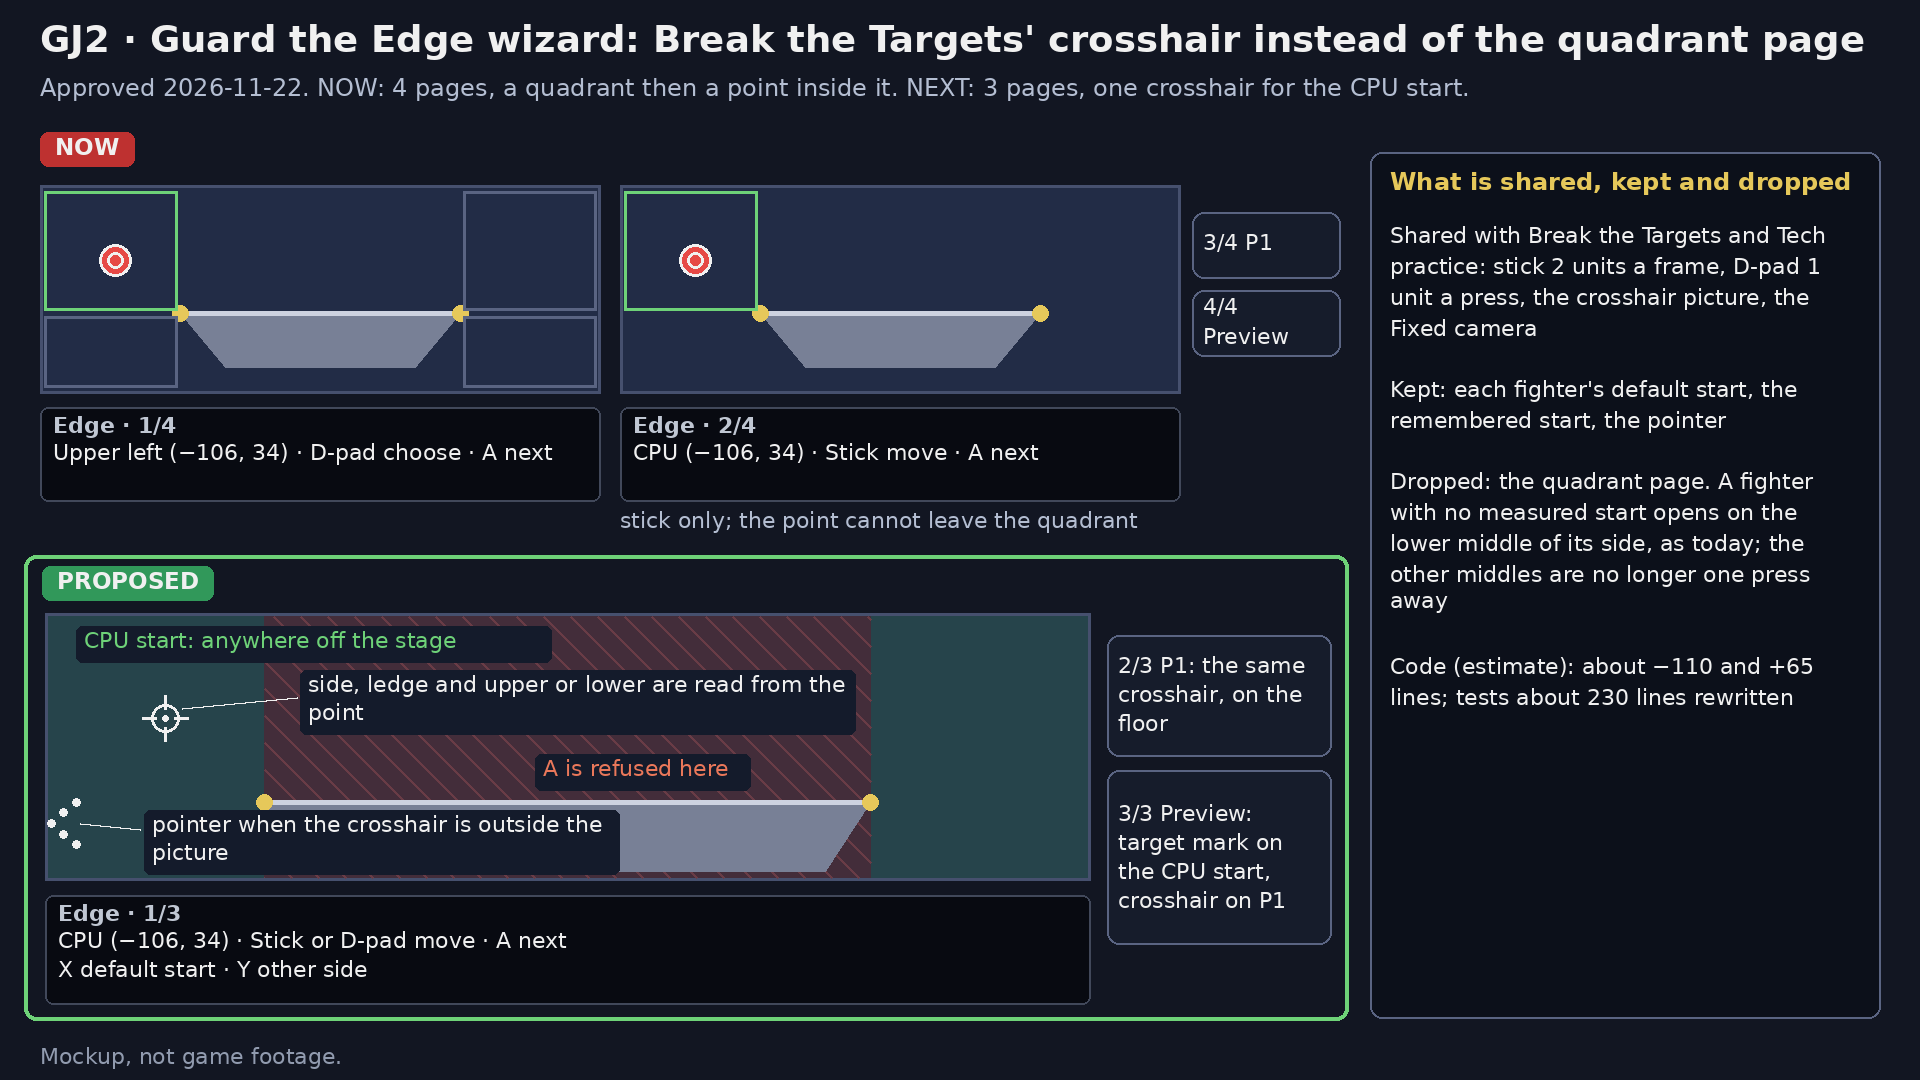 GJ2 · Guard the Edge wizard: Break the Targets' crosshair instead of the quadrant page
Approved 2026-11-22. NOW: 4 pages, a quadrant then a point inside it. NEXT: 3 pages, one crosshair for the CPU start.
NOW
3/4 P1
4/4
Preview
Edge · 1/4
Upper left (−106, 34) · D-pad choose · A next
Edge · 2/4
CPU (−106, 34) · Stick move · A next
stick only; the point cannot leave the quadrant
PROPOSED
CPU start: anywhere off the stage
side, ledge and upper or lower are read from the
point
A is refused here
pointer when the crosshair is outside the
picture
2/3 P1: the same
crosshair, on the
floor
3/3 Preview:
target mark on
the CPU start,
crosshair on P1
Edge · 1/3
CPU (−106, 34) · Stick or D-pad move · A next
X default start · Y other side
What is shared, kept and dropped
Shared with Break the Targets and Tech
practice: stick 2 units a frame, D-pad 1
unit a press, the crosshair picture, the
Fixed camera
Kept: each fighter's default start, the
remembered start, the pointer
Dropped: the quadrant page. A fighter
with no measured start opens on the
lower middle of its side, as today; the
other middles are no longer one press
away
Code (estimate): about −110 and +65
lines; tests about 230 lines rewritten
Mockup, not game footage.